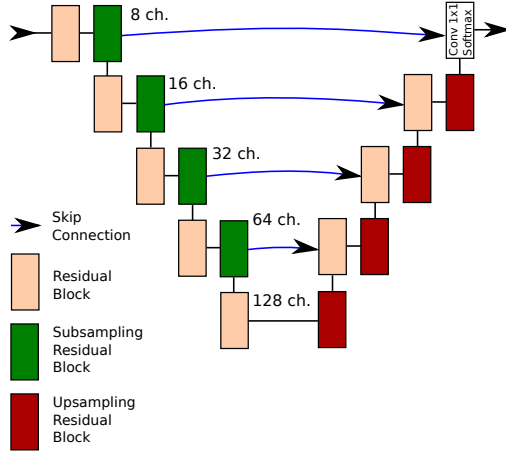 8 ch.
Conv 1x1
Softmax
16 ch.
32 ch.
64 ch.
128 ch.
Skip
Connection
Residual
Block
Subsampling
Residual
Block
Upsampling
Residual
Block